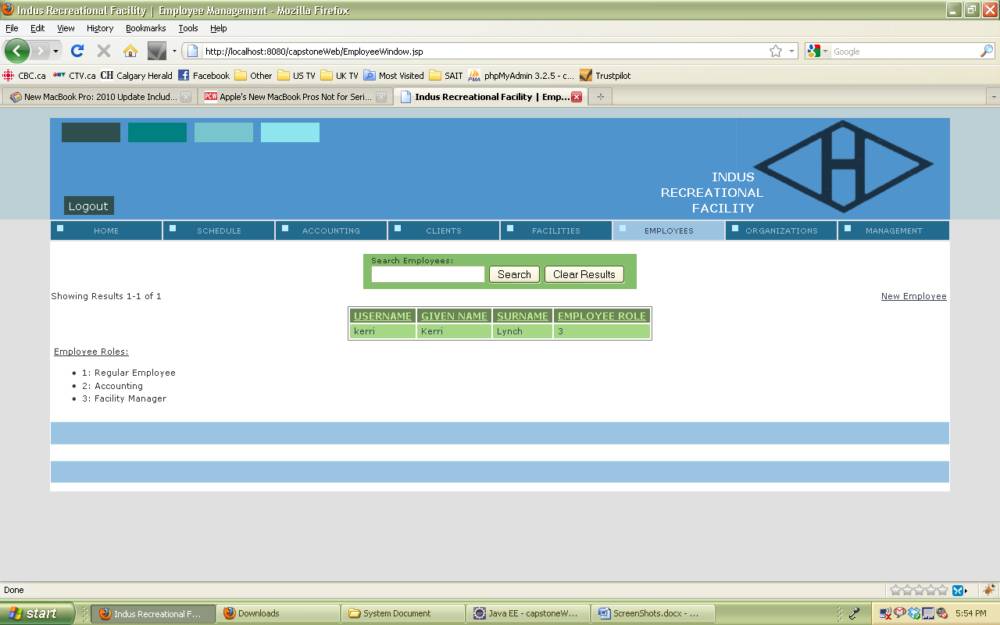 Indus Recreational Facility | Employee Management - Mozilla Firefox
File Edit View History Bookmarks Tools Help
http://localhost:8080/capstoneWeb/EmployeeWindow.jsp
Google
CBC.ca CTV.ca CH Calgary Herald Facebook Other US TV UK TV Most Visited SAIT PMA phpMyAdmin 3.2.5 - c... Trustpilot
New MacBook Pro: 2010 Update Includ... PCW Apple's New MacBook Pros Not for Seri... Indus Recreational Facility | Emp...
INDUS
RECREATIONAL
FACILITY
H
Logout
HOME SCHEDULE ACCOUNTING CLIENTS FACILITIES EMPLOYEES ORGANIZATIONS MANAGEMENT
Search Employees:
Search Clear Results
Showing Results 1-1 of 1
New Employee
USERNAME GIVEN NAME SURNAME EMPLOYEE ROLE
kerri Kerri Lynch 3
Employee Roles:
• 1: Regular Employee
• 2: Accounting
• 3: Facility Manager
Done
start Indus Recreational F... Downloads System Document Java EE - capstoneW... ScreenShots.docx - ... 5:54 PM